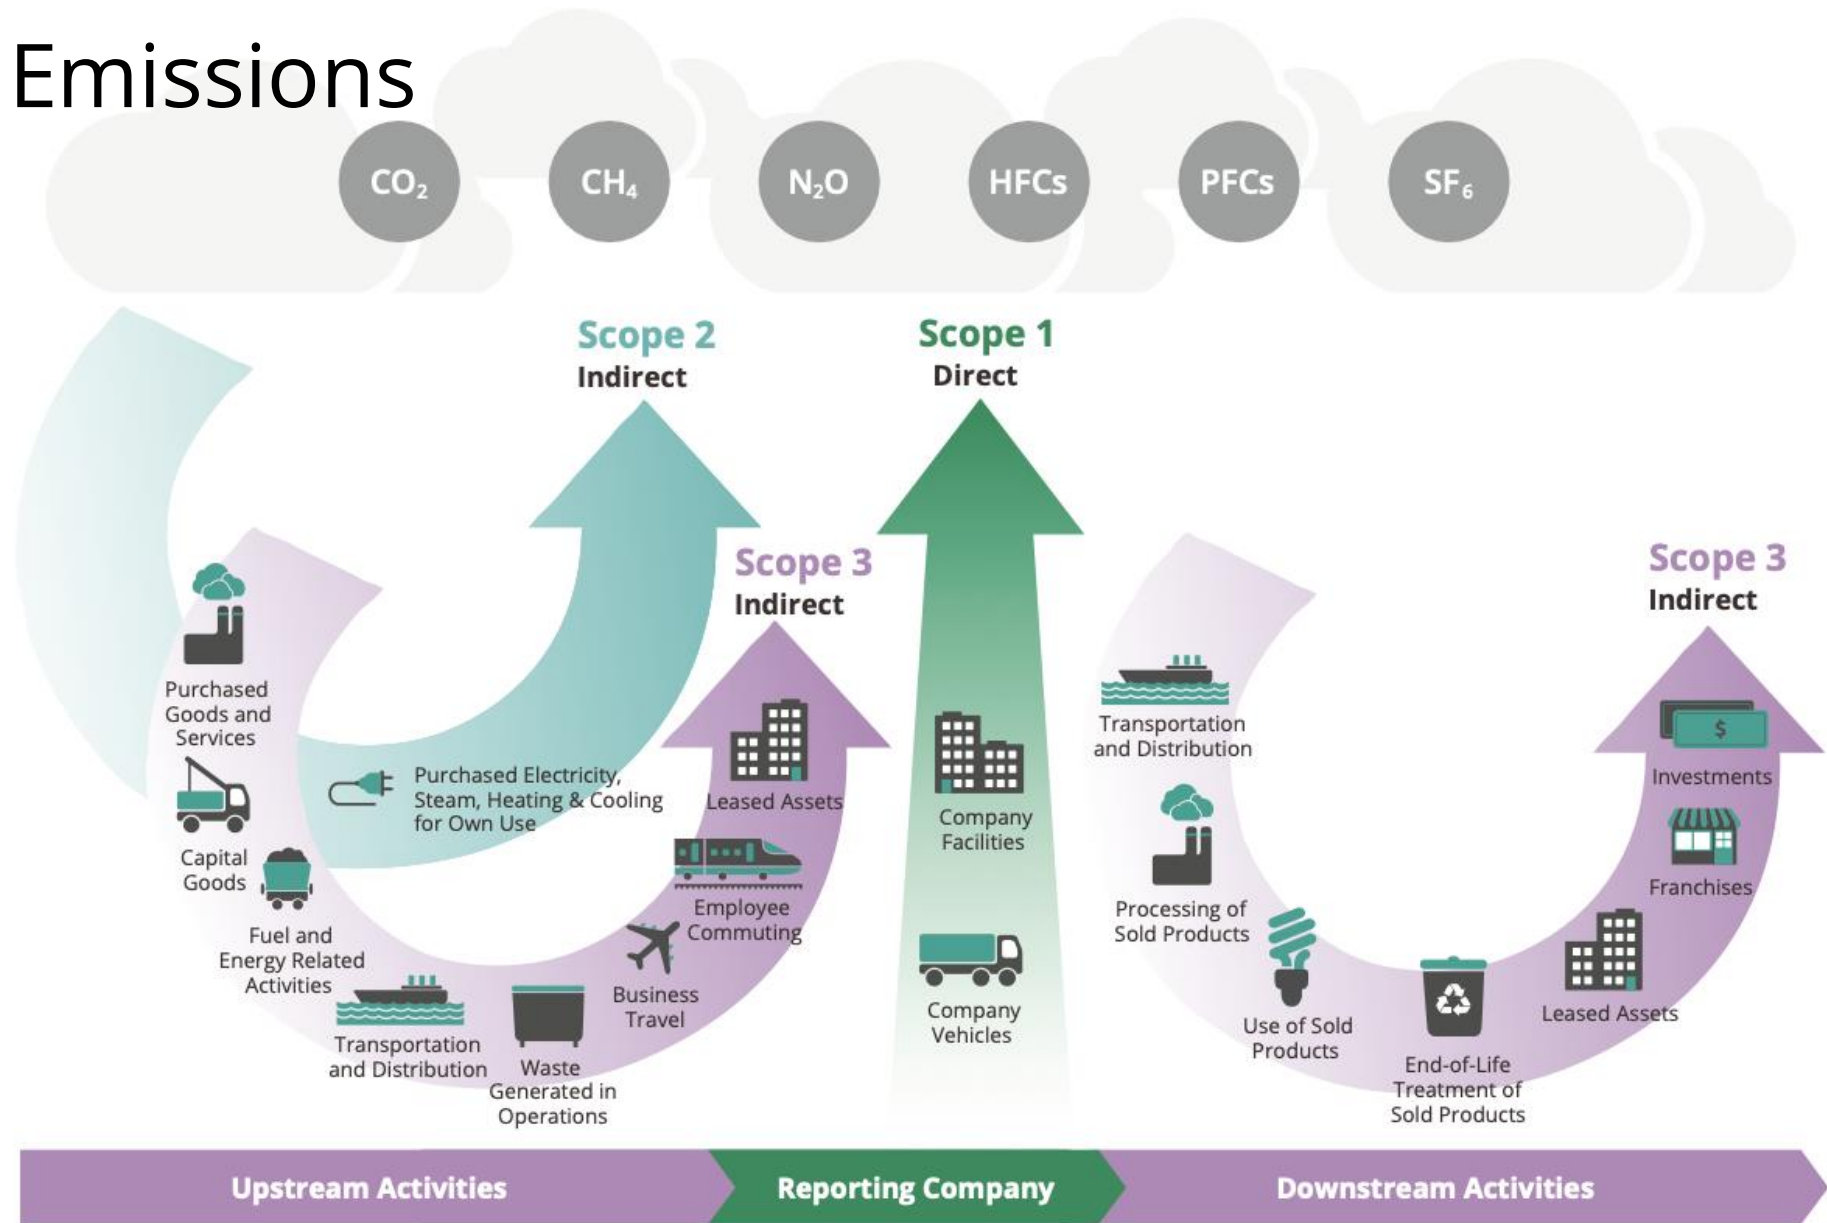 Emissions
CO₂
CH₄
N₂O
HFCs
PFCs
SF₆
Scope 2
Indirect
Scope 1
Direct
Scope 3
Indirect
Scope 3
Indirect
Purchased
Goods and
Services
Capital
Goods
Fuel and
Energy Related
Activities
Transportation
and Distribution
Waste
Generated in
Operations
Business
Travel
Employee
Commuting
Leased Assets
Purchased Electricity,
Steam, Heating & Cooling
for Own Use
Company
Facilities
Company
Vehicles
Transportation
and Distribution
Processing of
Sold Products
Use of Sold
Products
End-of-Life
Treatment of
Sold Products
Leased Assets
Franchises
$
Investments
Upstream Activities
Reporting Company
Downstream Activities